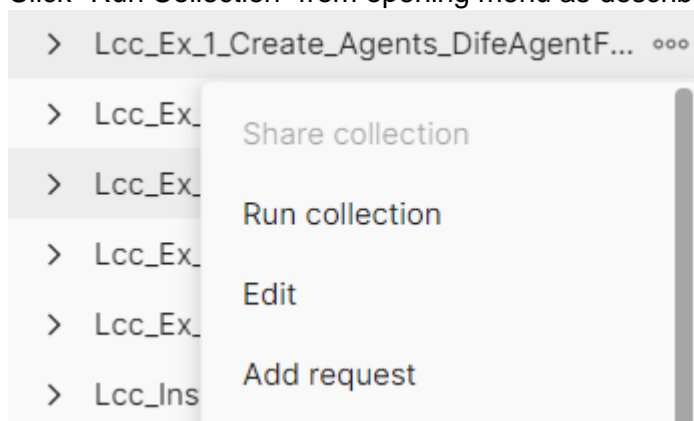 Click "Run Collection" from opening menu as describ
Lcc_Ex_1_Create_Agents_DifeAgentF...
Lcc_Ex_
Share collection
Lcc_Ex_
Run collection
Lcc_Ex_
Edit
Lcc_Ex_
Add request
Lcc_Ins